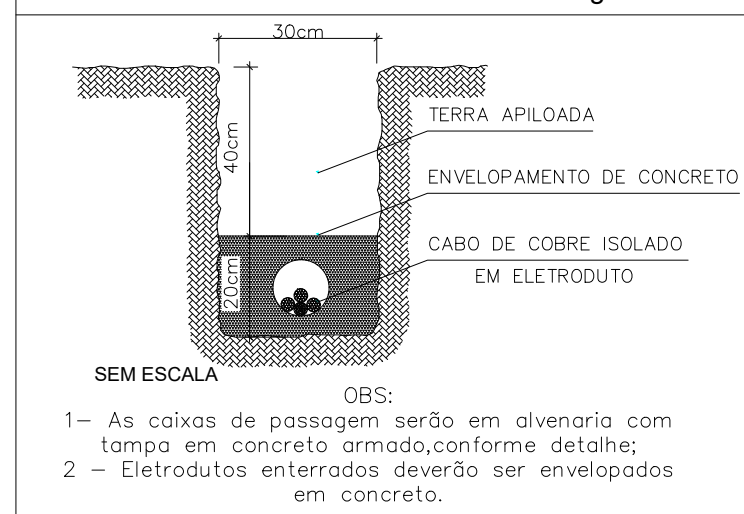 30cm
40cm
TERRA APILOADA
ENVELOPAMENTO DE CONCRETO
CABO DE COBRE ISOLADO
EM ELETRODUTO
20cm
SEM ESCALA
OBS:
1- As caixas de passagem serão em alvenaria com
tampa em concreto armado,conforme detalhe;
2 - Eletrodutos enterrados deverão ser envelopados
em concreto.